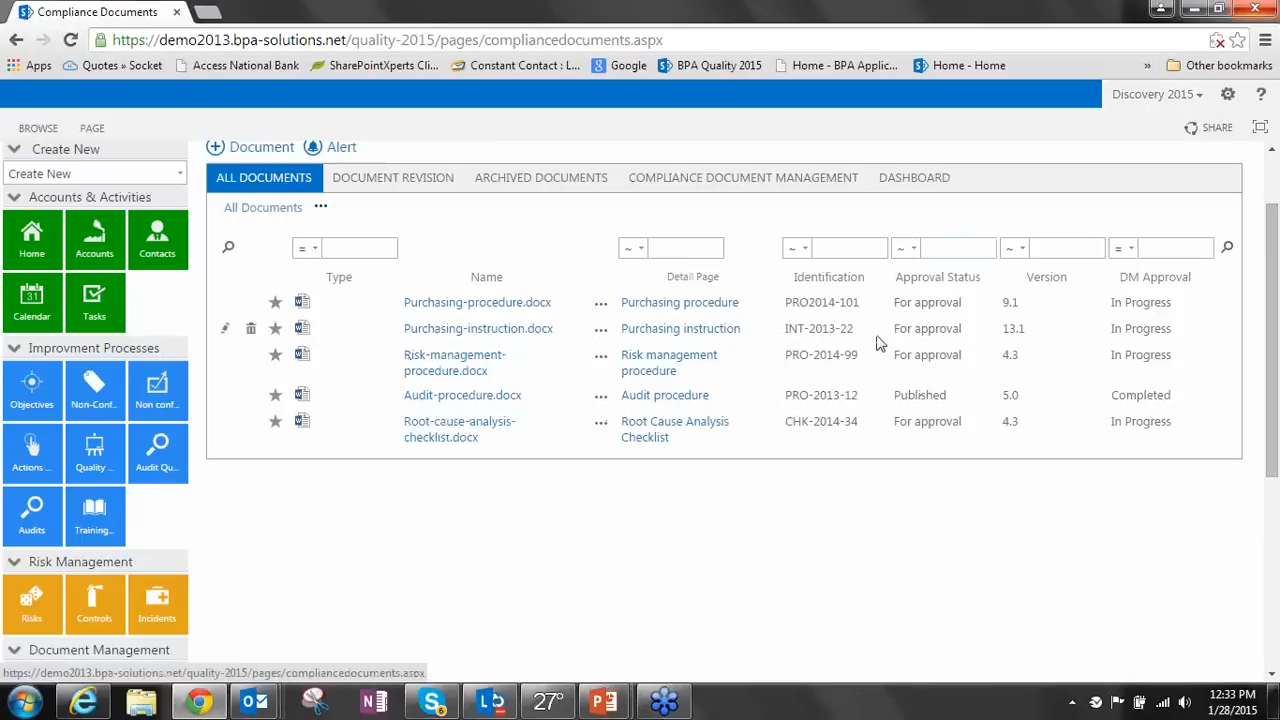 Compliance Documents
https://demo2013.bpa-solutions.net/quality-2015/pages/compliancedocuments.aspx
Apps Quotes » Socket Access National Bank SharePointXperts Cli... Constant Contact : L... Google BPA Quality 2015 Home - BPA Applic... Home - Home » Other bookmarks
Discovery 2015
BROWSE PAGE SHARE
Create New
Create New
Accounts & Activities
Home Accounts Contacts
31
Calendar Tasks
Improvment Processes
Objectives Non-Conf... Non conf...
Actions ... Quality ... Audit Qu...
Audits Training...
Risk Management
Risks Controls Incidents
Document Management
Document Alert
ALL DOCUMENTS DOCUMENT REVISION ARCHIVED DOCUMENTS COMPLIANCE DOCUMENT MANAGEMENT DASHBOARD
All Documents ...
= ~ ~ ~ ~ =
Type Name Detail Page Identification Approval Status Version DM Approval
Purchasing-procedure.docx ... Purchasing procedure PRO2014-101 For approval 9.1 In Progress
Purchasing-instruction.docx ... Purchasing instruction INT-2013-22 For approval 13.1 In Progress
Risk-management-procedure.docx ... Risk management procedure PRO-2014-99 For approval 4.3 In Progress
Audit-procedure.docx ... Audit procedure PRO-2013-12 Published 5.0 Completed
Root-cause-analysis-checklist.docx ... Root Cause Analysis Checklist CHK-2014-34 For approval 4.3 In Progress
https://demo2013.bpa-solutions.net/quality-2015/pages/compliancedocuments.aspx
27°
12:33 PM
1/28/2015